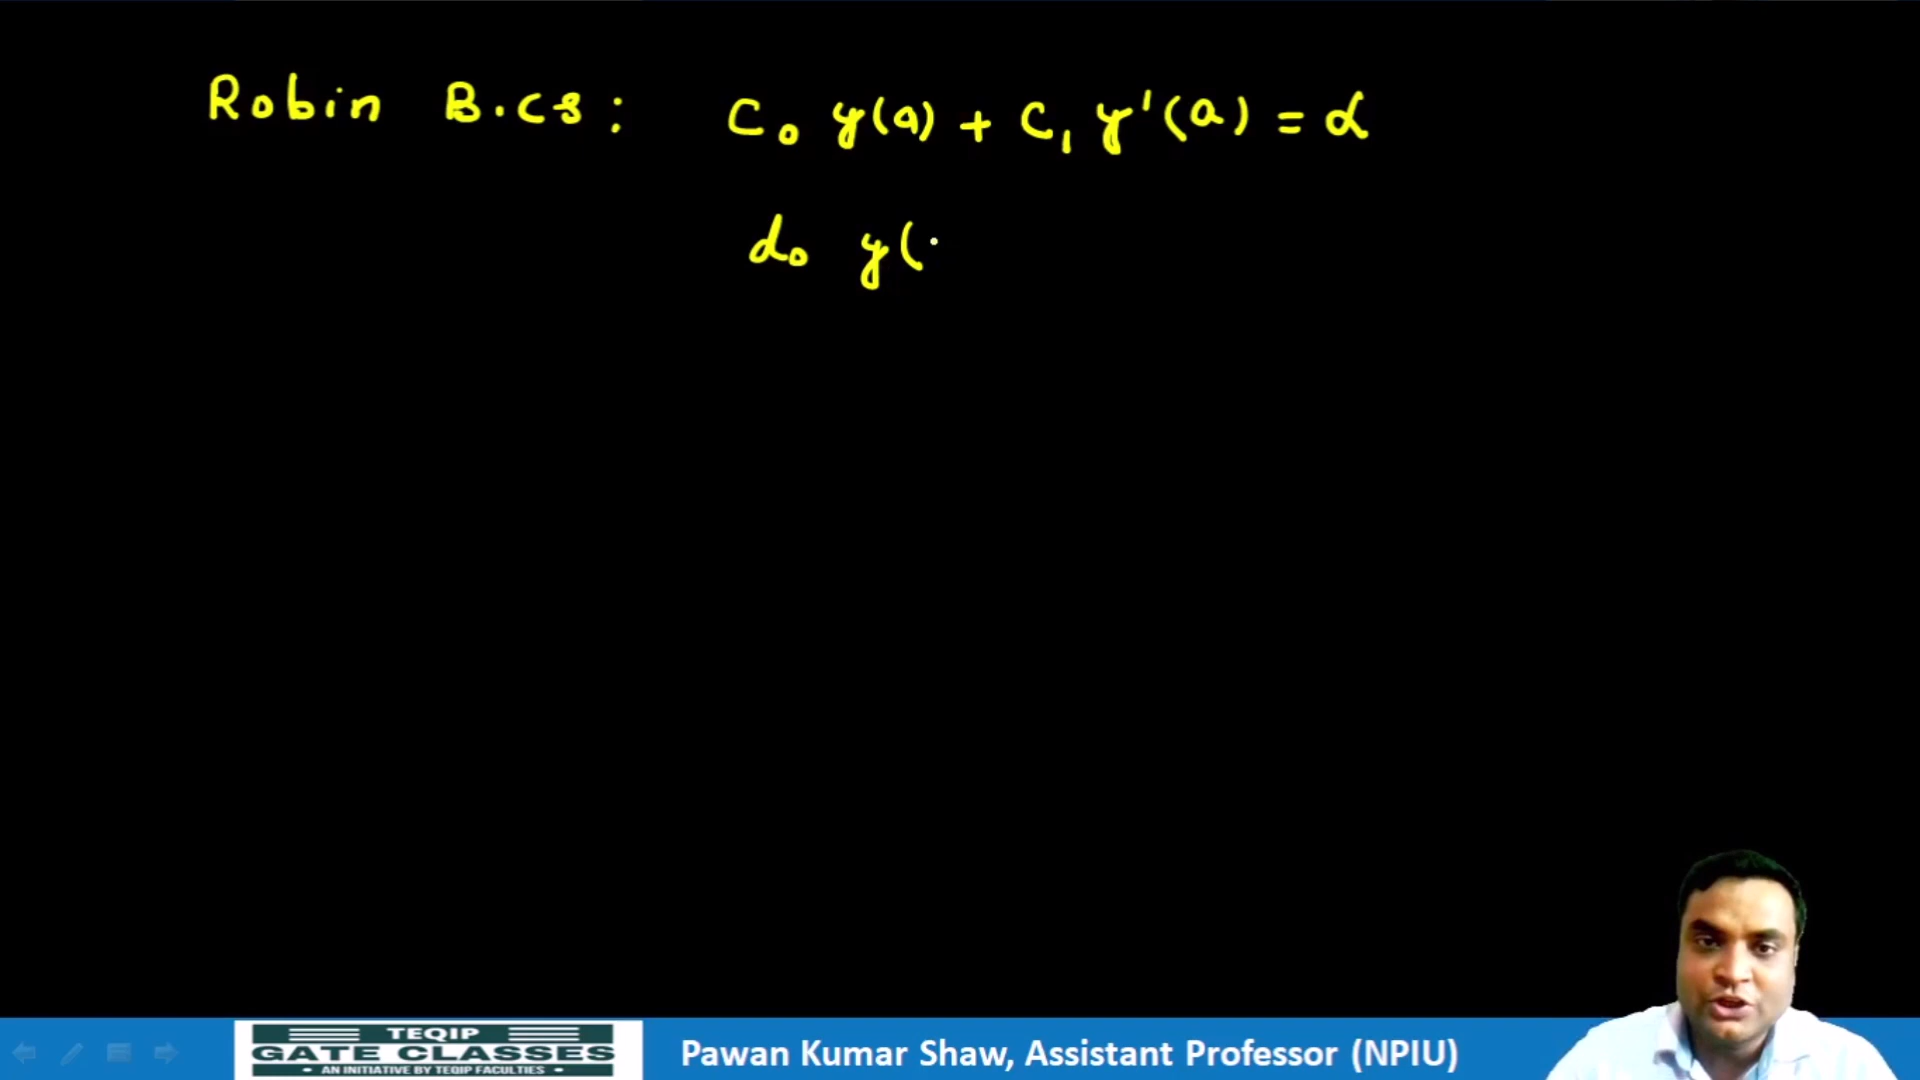 Robin B.Cs: C₀ y(a) + C₁ y'(a) = α
d₀ y(
TEQIP
GATE CLASSES
• AN INITIATIVE BY TEQIP FACULTIES •
Pawan Kumar Shaw, Assistant Professor (NPIU)